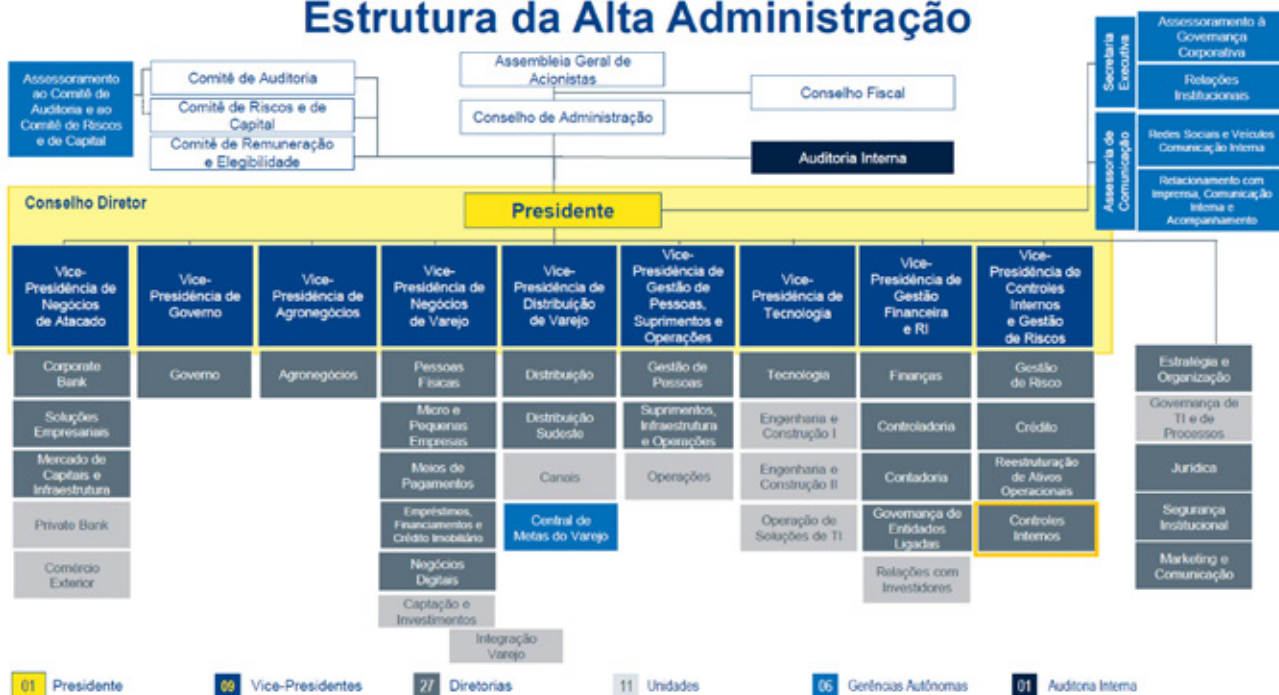 Estrutura da Alta Administração
Assessoramento
ao Comitê de
Auditoria e ao
Comitê de Riscos
e de Capital
Comitê de Auditoria
Comitê de Riscos e de
Capital
Comitê de Remuneração
e Elegibilidade
Assembleia Geral de
Acionistas
Conselho de Administração
Conselho Fiscal
Auditoria Interna
Secretaria
Executiva
Assessoramento à
Governança
Corporativa
Relações
Institucionais
Assessoria de
Comunicação
Redes Sociais e Veículos
Comunicação Interna
Relacionamento com
Imprensa, Comunicação
Interna e
Acompanhamento
Conselho Diretor
Presidente
Vice-
Presidência de
Negócios
de Atacado
Vice-
Presidência de
Governo
Vice-
Presidência de
Agronegócios
Vice-
Presidência de
Negócios
de Varejo
Vice-
Presidência de
Distribuição
de Varejo
Vice-
Presidência de
Gestão de
Pessoas,
Suprimentos e
Operações
Vice-
Presidência de
Tecnologia
Vice-
Presidência de
Gestão
Financeira
e RI
Vice-
Presidência de
Controles
Internos
e Gestão
de Riscos
Corporate
Bank
Soluções
Empresariais
Mercado de
Capitais e
Infraestrutura
Private Bank
Comércio
Exterior
Governo
Agronegócios
Pessoas
Físicas
Micro e
Pequenas
Empresas
Meios de
Pagamentos
Empréstimos,
Financiamentos e
Crédito Imobiliário
Negócios
Digitais
Captação e
Investimentos
Integração
Varejo
Distribuição
Distribuição
Sudeste
Canais
Central de
Metas do Varejo
Gestão de
Pessoas
Suprimentos,
Infraestrutura
e Operações
Operações
Tecnologia
Engenharia e
Construção I
Engenharia e
Construção II
Operação de
Soluções de TI
Finanças
Controladoria
Contadoria
Governança de
Entidades
Ligadas
Relações com
Investidores
Gestão
de Risco
Crédito
Reestruturação
de Ativos
Operacionais
Controles
Internos
Estratégia e
Organização
Governança de
TI e de
Processos
Jurídica
Segurança
Institucional
Marketing e
Comunicação
01 Presidente
09 Vice-Presidentes
27 Diretorias
11 Unidades
06 Gerências Autônomas
01 Auditoria Interna